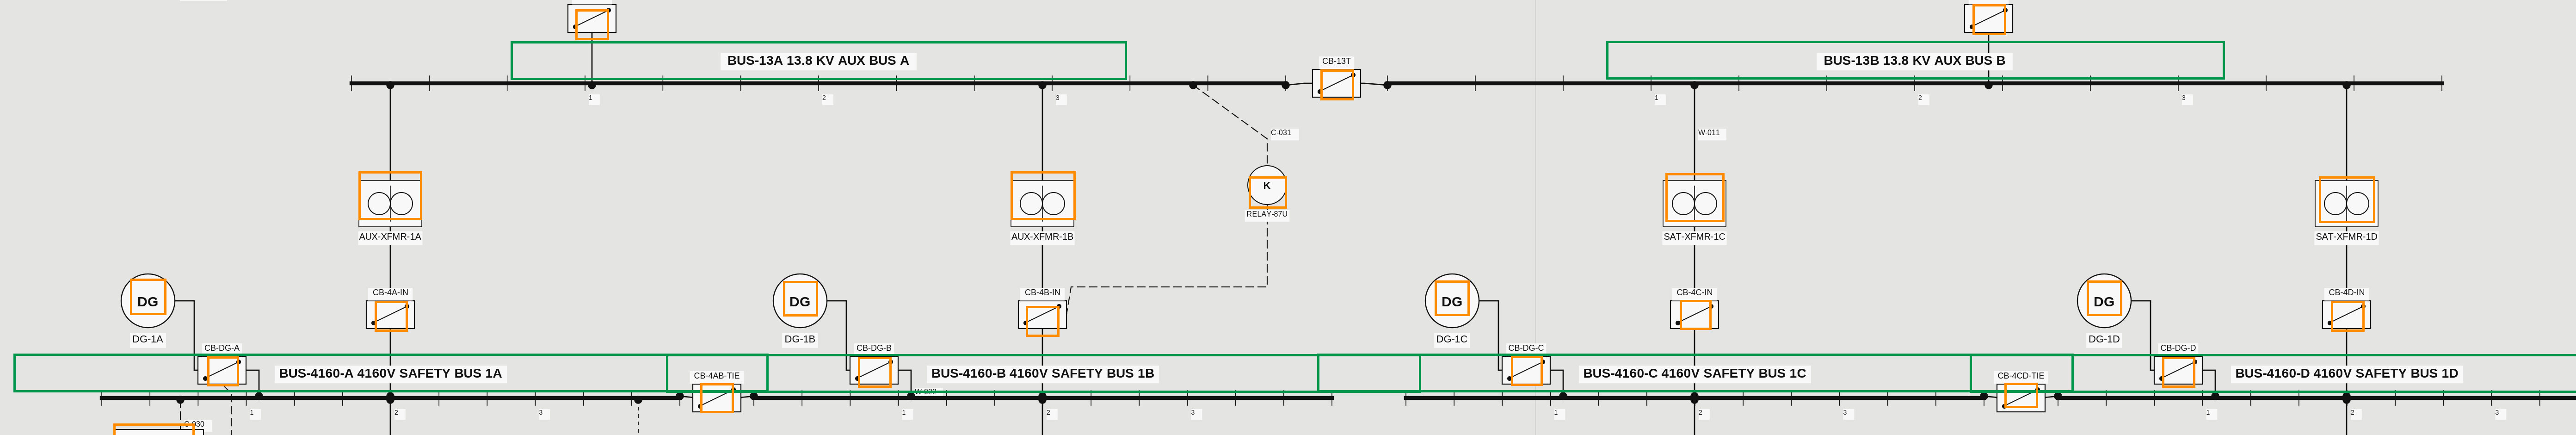 BUS-13A 13.8 KV AUX BUS A
BUS-13B 13.8 KV AUX BUS B
CB-13T
1
2
3
1
2
3
C-031
W-011
K
RELAY-87U
AUX-XFMR-1A
AUX-XFMR-1B
SAT-XFMR-1C
SAT-XFMR-1D
CB-4A-IN
CB-4B-IN
CB-4C-IN
CB-4D-IN
DG
DG
DG
DG
DG-1A
DG-1B
DG-1C
DG-1D
CB-DG-A
CB-DG-B
CB-DG-C
CB-DG-D
BUS-4160-A 4160V SAFETY BUS 1A
CB-4AB-TIE
BUS-4160-B 4160V SAFETY BUS 1B
BUS-4160-C 4160V SAFETY BUS 1C
CB-4CD-TIE
BUS-4160-D 4160V SAFETY BUS 1D
1
2
3
1
2
3
1
2
3
1
2
3